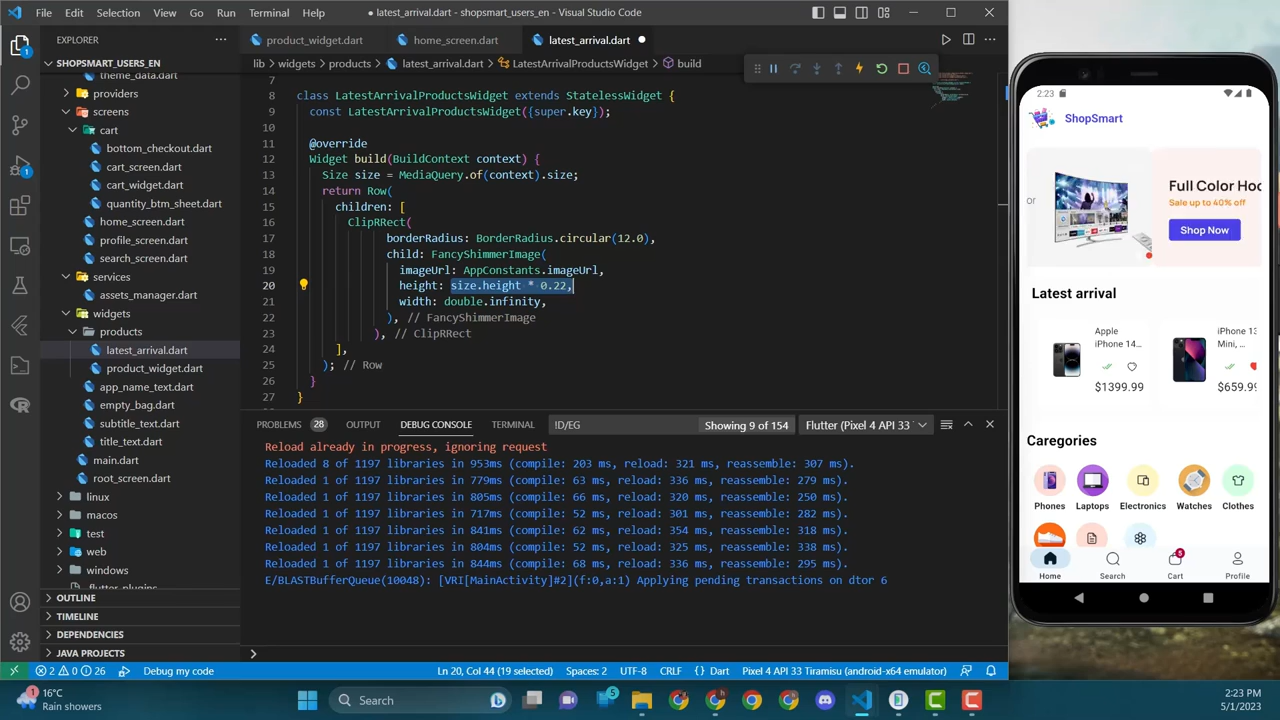 File Edit Selection View Go Run Terminal Help
● latest_arrival.dart - shopsmart_users_en - Visual Studio Code
EXPLORER
SHOPSMART_USERS_EN
theme_data.dart
providers
screens
cart
bottom_checkout.dart
cart_screen.dart
cart_widget.dart
quantity_btm_sheet.dart
home_screen.dart
profile_screen.dart
search_screen.dart
services
assets_manager.dart
widgets
products
latest_arrival.dart
product_widget.dart
app_name_text.dart
empty_bag.dart
subtitle_text.dart
title_text.dart
main.dart
root_screen.dart
linux
macos
test
web
windows
.flutter_plugins
OUTLINE
TIMELINE
DEPENDENCIES
JAVA PROJECTS
product_widget.dart home_screen.dart latest_arrival.dart
lib > widgets > products > latest_arrival.dart > LatestArrivalProductsWidget > build
7
8 class LatestArrivalProductsWidget extends StatelessWidget {
9 const LatestArrivalProductsWidget({super.key});
10
11 @override
12 Widget build(BuildContext context) {
13 Size size = MediaQuery.of(context).size;
14 return Row(
15 children: [
16 ClipRRect(
17 borderRadius: BorderRadius.circular(12.0),
18 child: FancyShimmerImage(
19 imageUrl: AppConstants.imageUrl,
20 height: size.height * 0.22,
21 width: double.infinity,
22 ), // FancyShimmerImage
23 ), // ClipRRect
24 ],
25 ); // Row
26 }
27 }
PROBLEMS 28 OUTPUT DEBUG CONSOLE TERMINAL
!D/EG Showing 9 of 154
Flutter (Pixel 4 API 33
Reload already in progress, ignoring request
Reloaded 8 of 1197 libraries in 953ms (compile: 203 ms, reload: 321 ms, reassemble: 307 ms).
Reloaded 1 of 1197 libraries in 779ms (compile: 63 ms, reload: 336 ms, reassemble: 279 ms).
Reloaded 1 of 1197 libraries in 805ms (compile: 66 ms, reload: 320 ms, reassemble: 250 ms).
Reloaded 1 of 1197 libraries in 715ms (compile: 52 ms, reload: 301 ms, reassemble: 282 ms).
Reloaded 1 of 1197 libraries in 841ms (compile: 62 ms, reload: 354 ms, reassemble: 318 ms).
Reloaded 1 of 1197 libraries in 804ms (compile: 52 ms, reload: 325 ms, reassemble: 338 ms).
Reloaded 1 of 1197 libraries in 847ms (compile: 68 ms, reload: 336 ms, reassemble: 295 ms).
E/BLASTBufferQueue(10048): [VRI[MainActivity]#2](f:0,a:1) Applying pending transactions on dtor 6
2 0 26 Debug my code
Ln 20, Col 44 (19 selected) Spaces: 2 UTF-8 CRLF {} Dart Pixel 4 API 33 Tiramisu (android-x64 emulator)
2:23
ShopSmart
or
Full Color Hoo
Sale up to 40% off
Shop Now
Latest arrival
Apple
iPhone 14...
$1399.99
iPhone 13
Mini, ...
$659.99
Caregories
Phones Laptops Electronics Watches Clothes
5
Home Search Cart Profile
1
16°C
Rain showers
Search
5
2:23 PM
5/1/2023